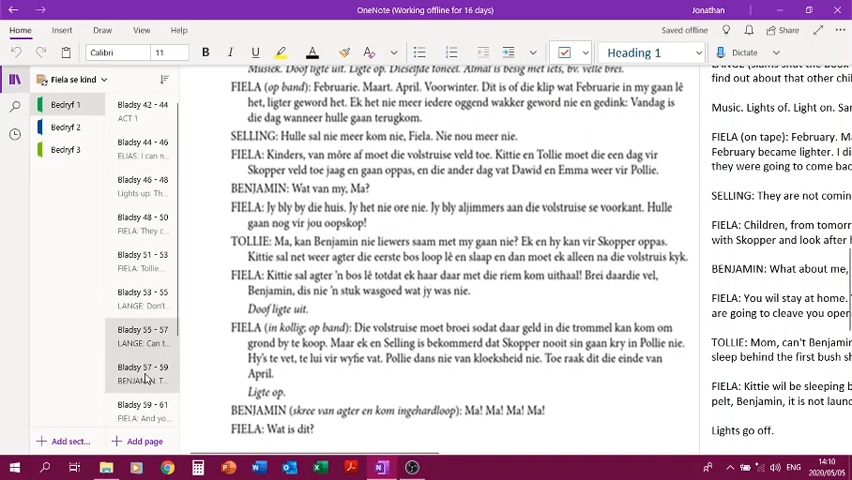 OneNote (Working offline for 16 days)
Jonathan
Home
Insert
Draw
View
Help
Saved offline
Share
Calibri
11
B
I
U
Heading 1
Dictate
Fiela se kind
Bedryf 1
Bedryf 2
Bedryf 3
Bladsy 42 - 44
ACT 1
Bladsy 44 - 46
ELIAS: I can n...
Bladsy 46 - 48
Lights up. Th...
Bladsy 48 - 50
FIELA: They c...
Bladsy 51 - 53
FIELA: Tollie...
Bladsy 53 - 55
LANGE: Don't...
Bladsy 55 - 57
LANGE: Can t...
Bladsy 57 - 59
BENJAMIN: T...
Bladsy 59 - 61
FIELA: And yo...
Add sect...
Add page
Musiek. Doof ligte uit. Ligte op. Dieselfde toneel. Almal is besig met iets, bv. velle brei.
FIELA (op band): Februarie. Maart. April. Voorwinter. Dit is of die klip wat Februarie in my gaan lê
het, ligter geword het. Ek het nie meer iedere oggend wakker geword nie en gedink: Vandag is
die dag wanneer hulle gaan terugkom.
SELLING: Hulle sal nie meer kom nie, Fiela. Nie nou meer nie.
FIELA: Kinders, van môre af moet die volstruise veld toe. Kittie en Tollie moet die een dag vir
Skopper veld toe jaag en gaan oppas, en die ander dag vat Dawid en Emma weer vir Pollie.
BENJAMIN: Wat van my, Ma?
FIELA: Jy bly by die huis. Jy het nie ore nie. Jy bly aljimmers aan die volstruise se voorkant. Hulle
gaan nog vir jou oopskop!
TOLLIE: Ma, kan Benjamin nie liewers saam met my gaan nie? Ek en hy kan vir Skopper oppas.
Kittie sal net weer agter die eerste bos loop lê en slaap en dan moet ek alleen na die volstruis kyk.
FIELA: Kittie sal agter 'n bos lê totdat ek haar daar met die riem kom uithaal! Brei daardie vel,
Benjamin, dis nie 'n stuk wasgoed wat jy was nie.
Doof ligte uit.
FIELA (in kollig; op band): Die volstruise moet broei sodat daar geld in die trommel kan kom om
grond by te koop. Maar ek en Selling is bekommerd dat Skopper nooit sin gaan kry in Pollie nie.
Hy's te vet, te lui vir wyfie vat. Pollie dans nie van kloeksheid nie. Toe raak dit die einde van
April.
Ligte op.
BENJAMIN (skree van agter en kom ingehardloop): Ma! Ma! Ma! Ma!
FIELA: Wat is dit?
find out about that other chil
Music. Lights of. Light on. Sar
FIELA (on tape): February. Ma
February became lighter. I di
they were going to come bac
SELLING: They are not comin
FIELA: Children, from tomorr
with Skopper and look after h
BENJAMIN: What about me,
FIELA: You wil stay at home.
are going to cleave you oper
TOLLIE: Mom, can't Benjamin
sleep behind the first bush s
FIELA: Kittie wil be sleeping b
pelt, Benjamin, it is not laund
Lights go off.
ENG
14:10
2020/05/05